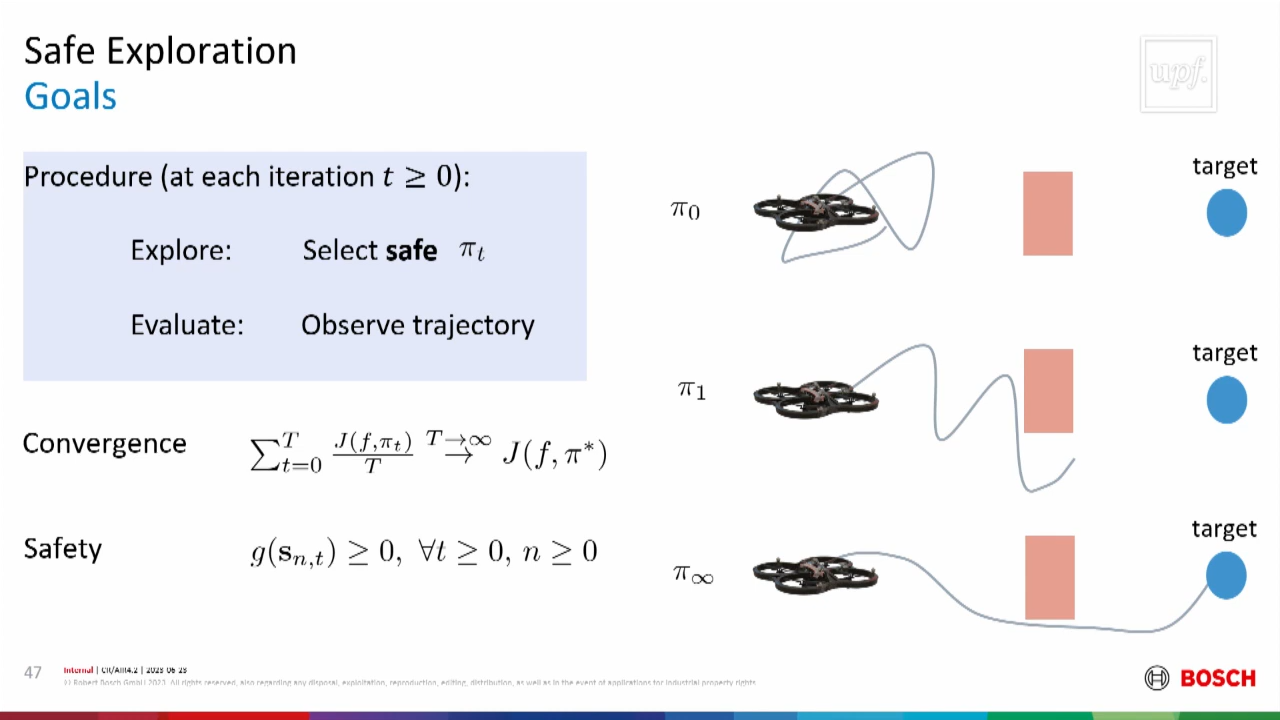 Safe Exploration
Goals
upf.
Procedure (at each iteration t ≥ 0):
Explore: Select safe π_t
Evaluate: Observe trajectory
Convergence ∑_{t=0}^{T} J(f,π_t)/T →^{T→∞} J(f, π*)
Safety g(s_{n,t}) ≥ 0, ∀t ≥ 0, n ≥ 0
π_0
target
π_1
target
π_∞
target
47
Internal | CR/AIR4.2 | 2023-06-23
© Robert Bosch GmbH 2023. All rights reserved, also regarding any disposal, exploitation, reproduction, editing, distribution, as well as in the event of applications for industrial property rights.
BOSCH